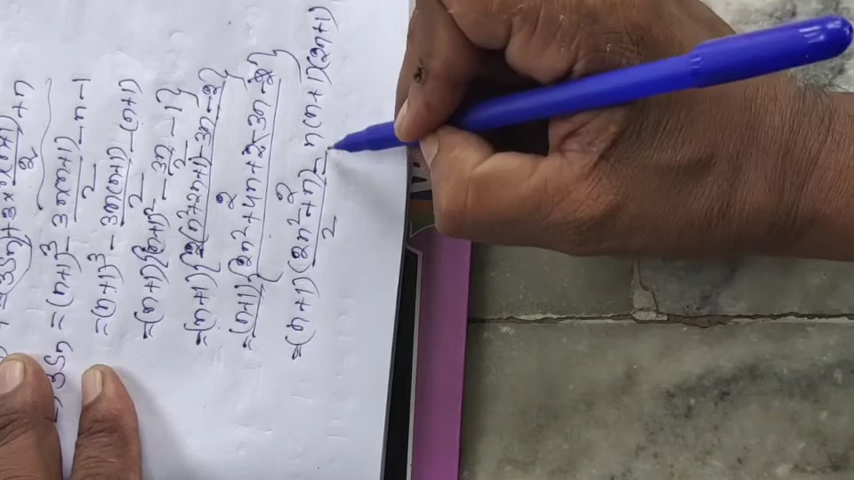 3Sn + 3 × n(n+1)/2 + n
⇒ 3Sn = (n+1)³ - 3n(n+1)/2 - n - 1
= (n+1)³ - 3n(n+1)/2 - (n+1)
= (n+1){(n+1)² - 3n/2 - 1}
= (n+1){2(n²+2n+1) - 3n - 2/2}
= (n+1){2n²+4n+2 - 3n - 2/2}
= (n+1)(2n²+n)/2 = n(n+1)(2n+1)/2